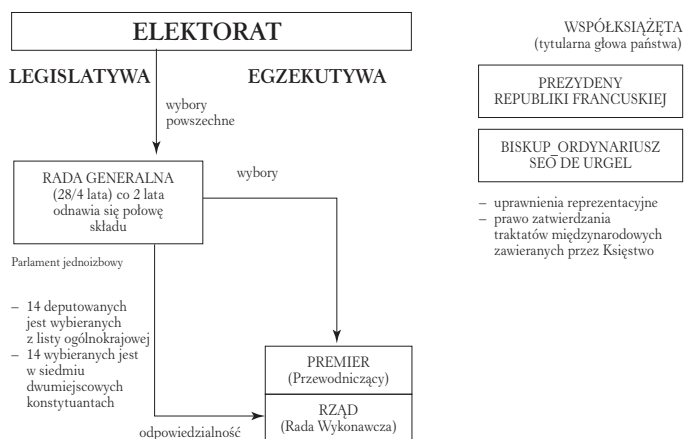 ELEKTORAT
LEGISLATYWA
EGZEKUTYWA
wybory
powszechne
RADA GENERALNA
(28/4 lata) co 2 lata
odnawia się połowę
składu
wybory
Parlament jednoizbowy
– 14 deputowanych
jest wybieranych
z listy ogólnokrajowej
– 14 wybieranych jest
w siedmiu
dwumiejscowych
konstytuantach
PREMIER
(Przewodniczący)
RZĄD
(Rada Wykonawcza)
odpowiedzialność
WSPÓŁKSIĄŻĘTA
(tytularna głowa państwa)
PREZYDENY
REPUBLIKI FRANCUSKIEJ
BISKUP_ORDYNARIUSZ
SEO DE URGEL
– uprawnienia reprezentacyjne
– prawo zatwierdzania
traktatów międzynarodowych
zawieranych przez Księstwo